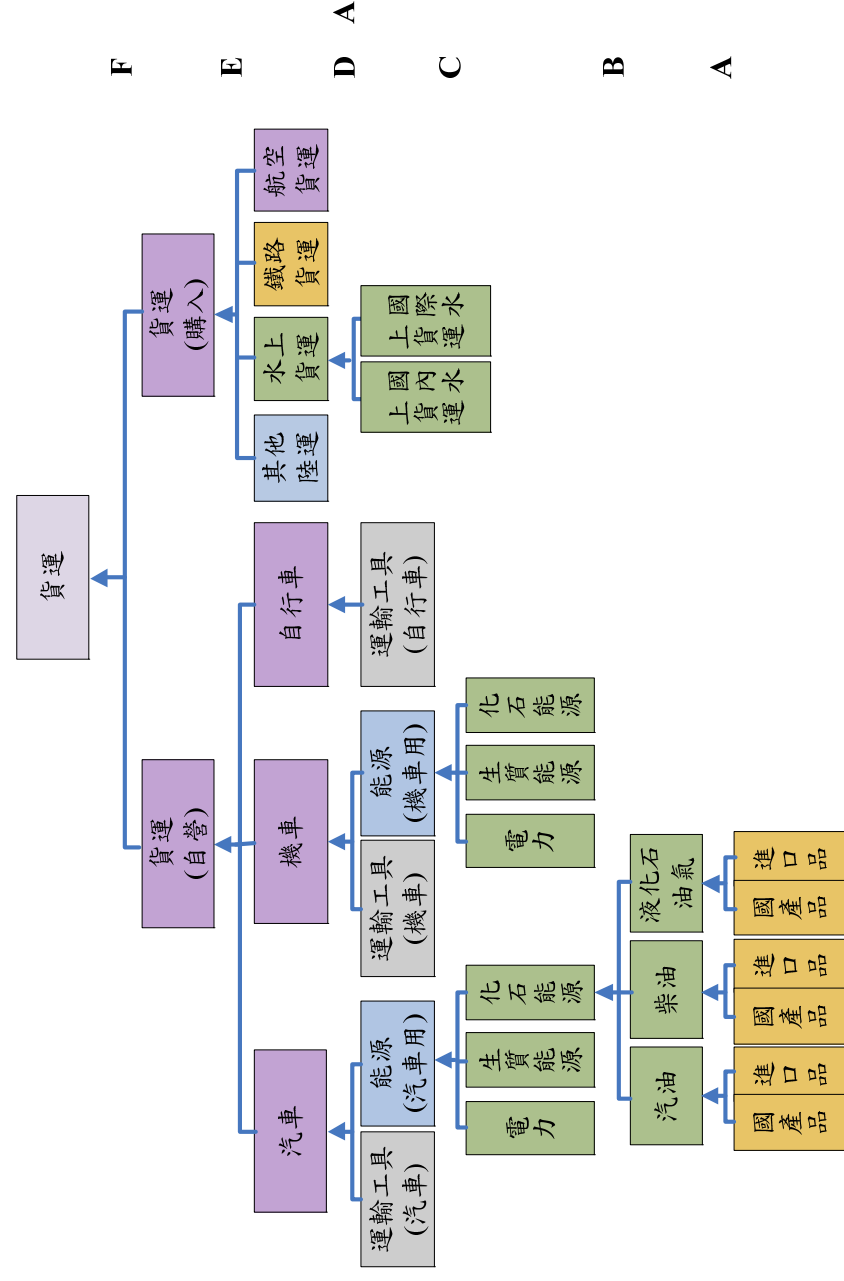 貨運
貨運
(自營)
貨運
(購入)
F
汽車
機車
自行車
其他
陸運
水上
貨運
鐵路
貨運
航空
貨運
E
運輸工具
(汽車)
能源
(汽車用)
運輸工具
(機車)
能源
(機車用)
運輸工具
(自行車)
國內水
上貨運
國際水
上貨運
D
A
電力
生質能源
化石能源
電力
生質能源
化石能源
C
汽油
柴油
液化石
油氣
B
國產品
進口品
國產品
進口品
國產品
進口品
A